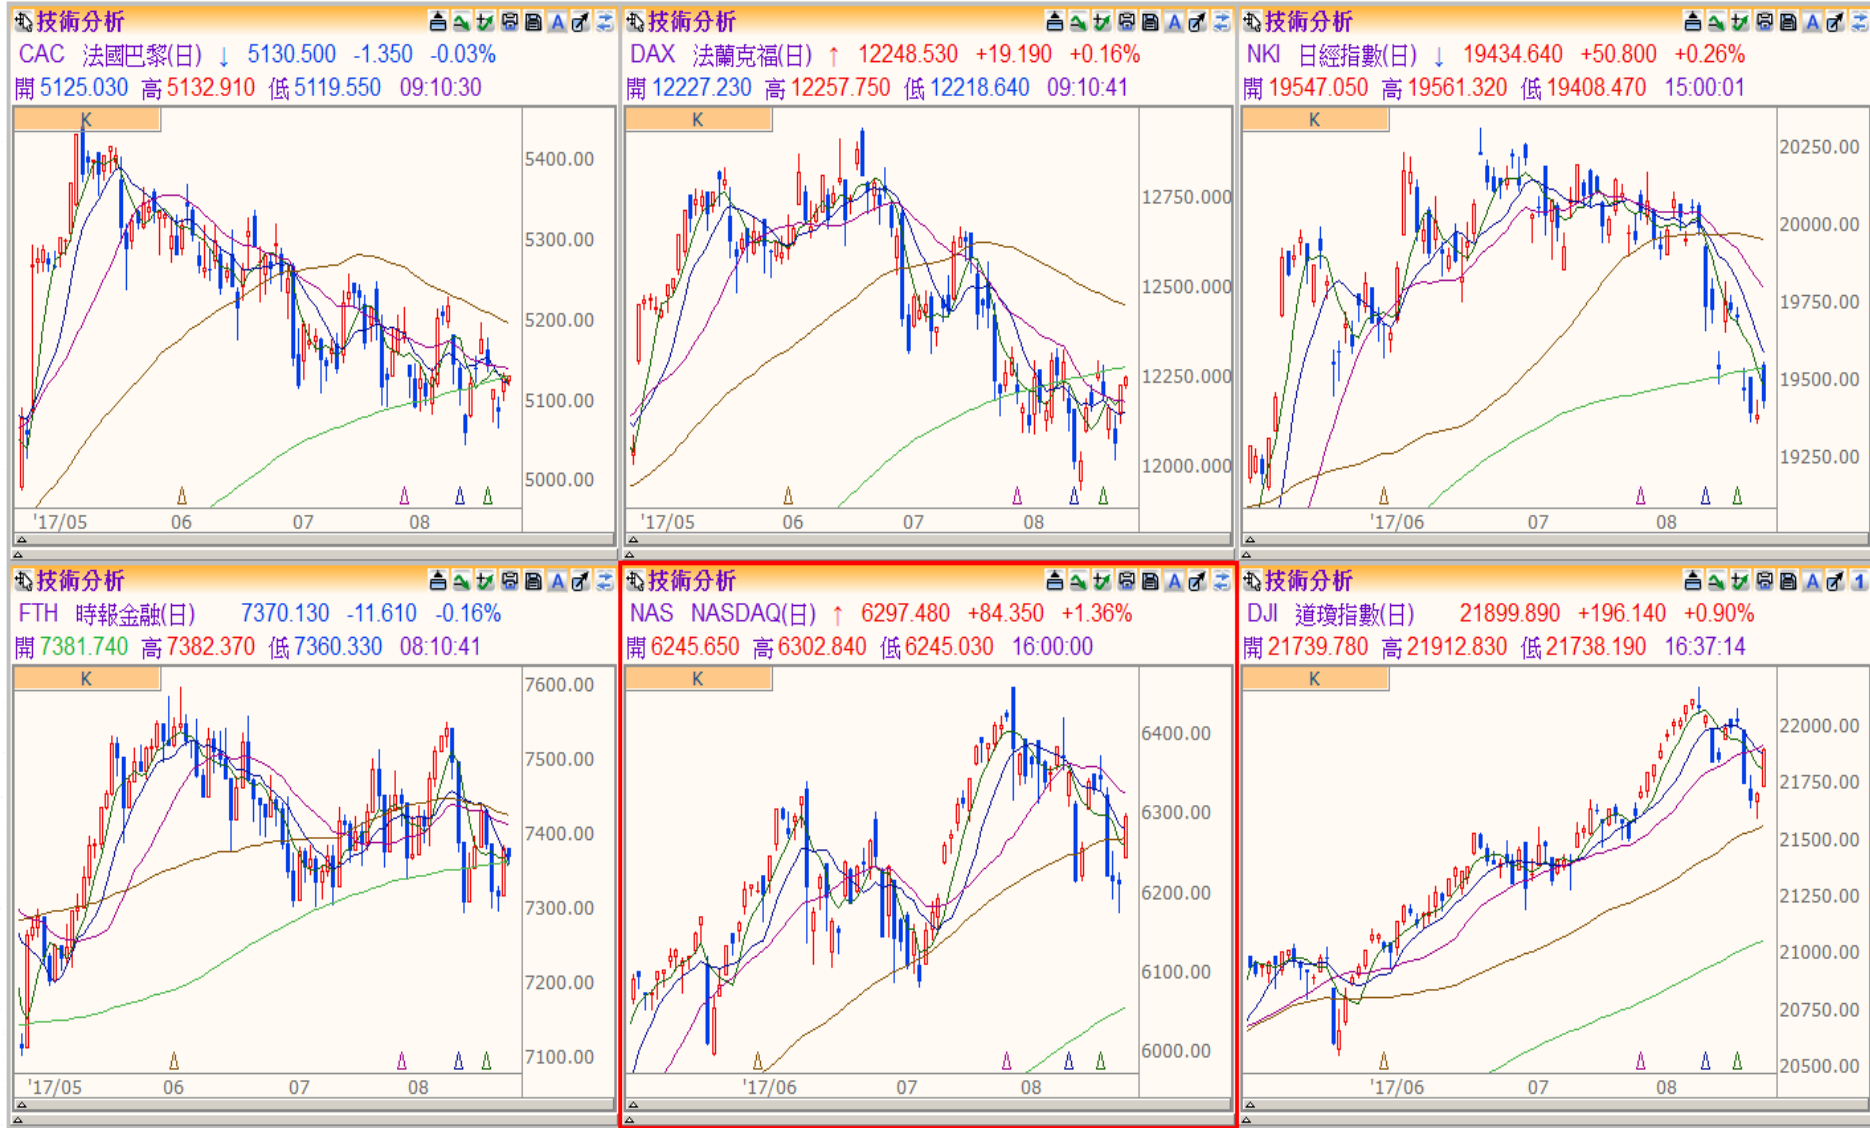 技術分析
CAC 法國巴黎(日) ↓ 5130.500 -1.350 -0.03%
開 5125.030 高 5132.910 低 5119.550 09:10:30
K
5400.00
5300.00
5200.00
5100.00
5000.00
'17/05 06 07 08
技術分析
DAX 法蘭克福(日) ↑ 12248.530 +19.190 +0.16%
開 12227.230 高 12257.750 低 12218.640 09:10:41
K
12750.000
12500.000
12250.000
12000.000
'17/05 06 07 08
技術分析
NKI 日經指數(日) ↓ 19434.640 +50.800 +0.26%
開 19547.050 高 19561.320 低 19408.470 15:00:01
K
20250.00
20000.00
19750.00
19500.00
19250.00
'17/06 07 08
技術分析
FTH 時報金融(日) 7370.130 -11.610 -0.16%
開 7381.740 高 7382.370 低 7360.330 08:10:41
K
7600.00
7500.00
7400.00
7300.00
7200.00
7100.00
'17/05 06 07 08
技術分析
NAS NASDAQ(日) ↑ 6297.480 +84.350 +1.36%
開 6245.650 高 6302.840 低 6245.030 16:00:00
K
6400.00
6300.00
6200.00
6100.00
6000.00
'17/06 07 08
技術分析
DJI 道瓊指數(日) 21899.890 +196.140 +0.90%
開 21739.780 高 21912.830 低 21738.190 16:37:14
K
22000.00
21750.00
21500.00
21250.00
21000.00
20750.00
20500.00
'17/06 07 08